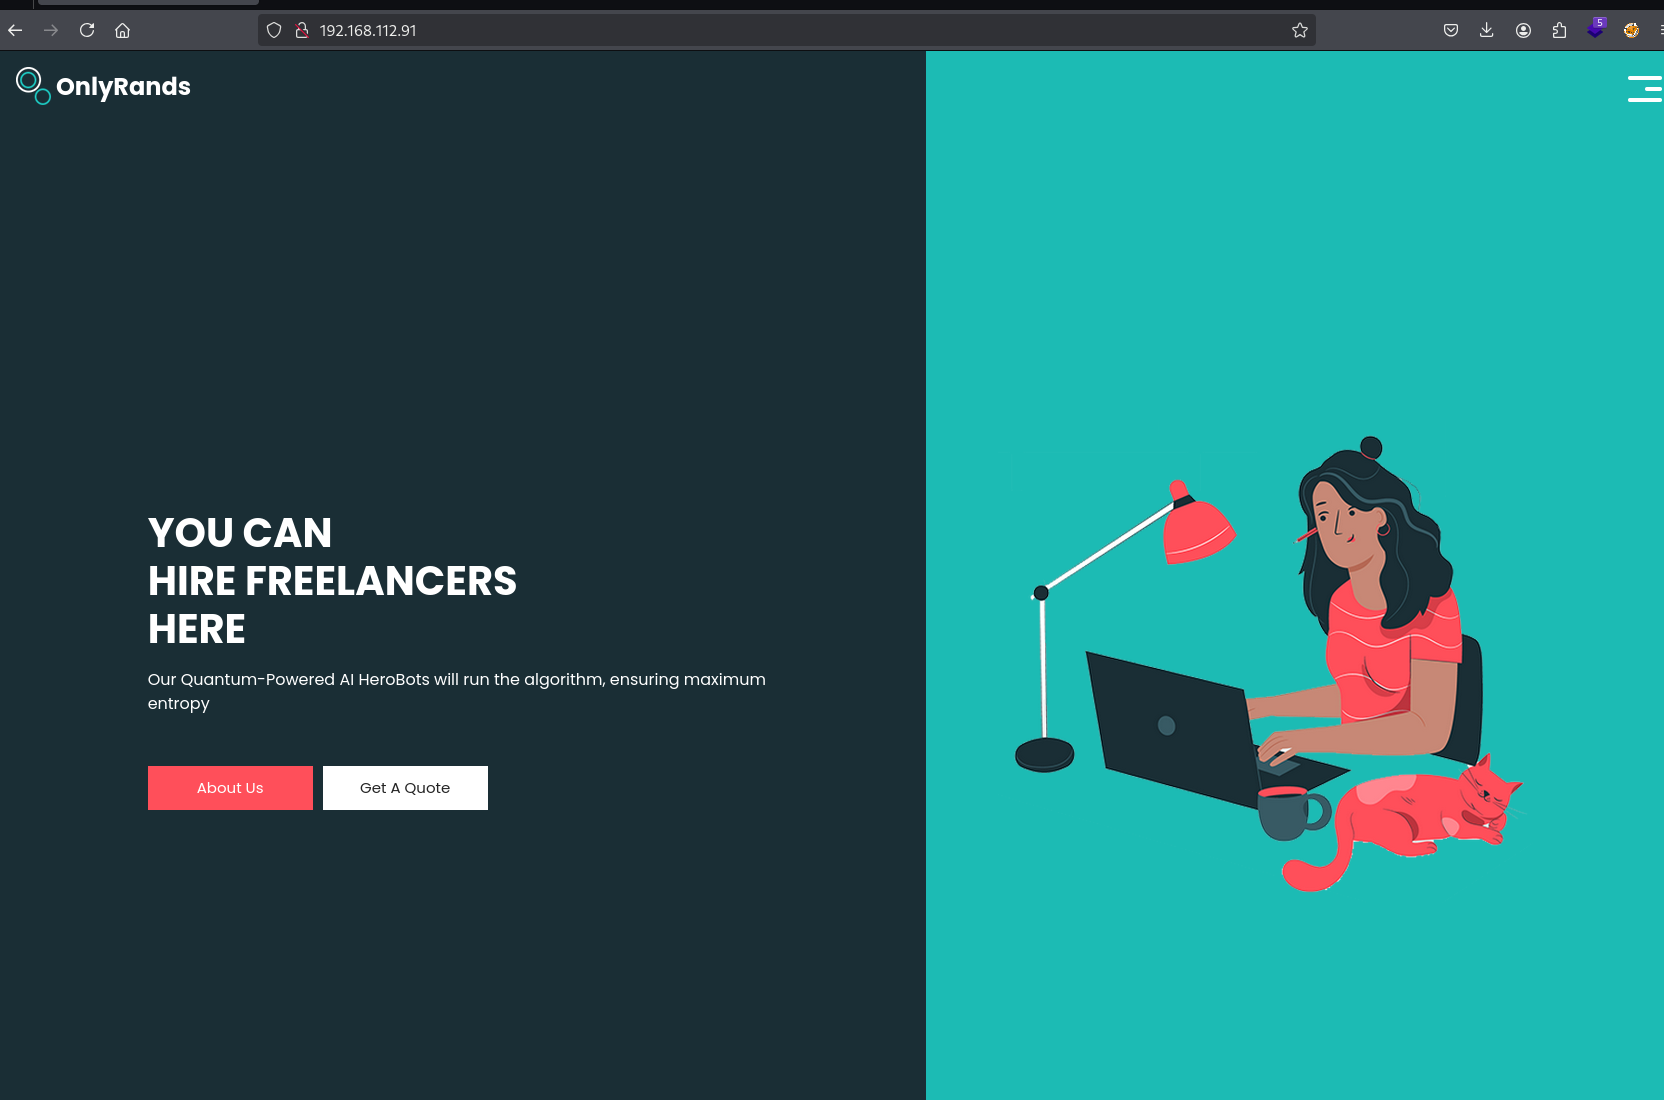 192.168.112.91
5
OnlyRands
YOU CAN
HIRE FREELANCERS
HERE
Our Quantum-Powered AI HeroBots will run the algorithm, ensuring maximum
entropy
About Us
Get A Quote